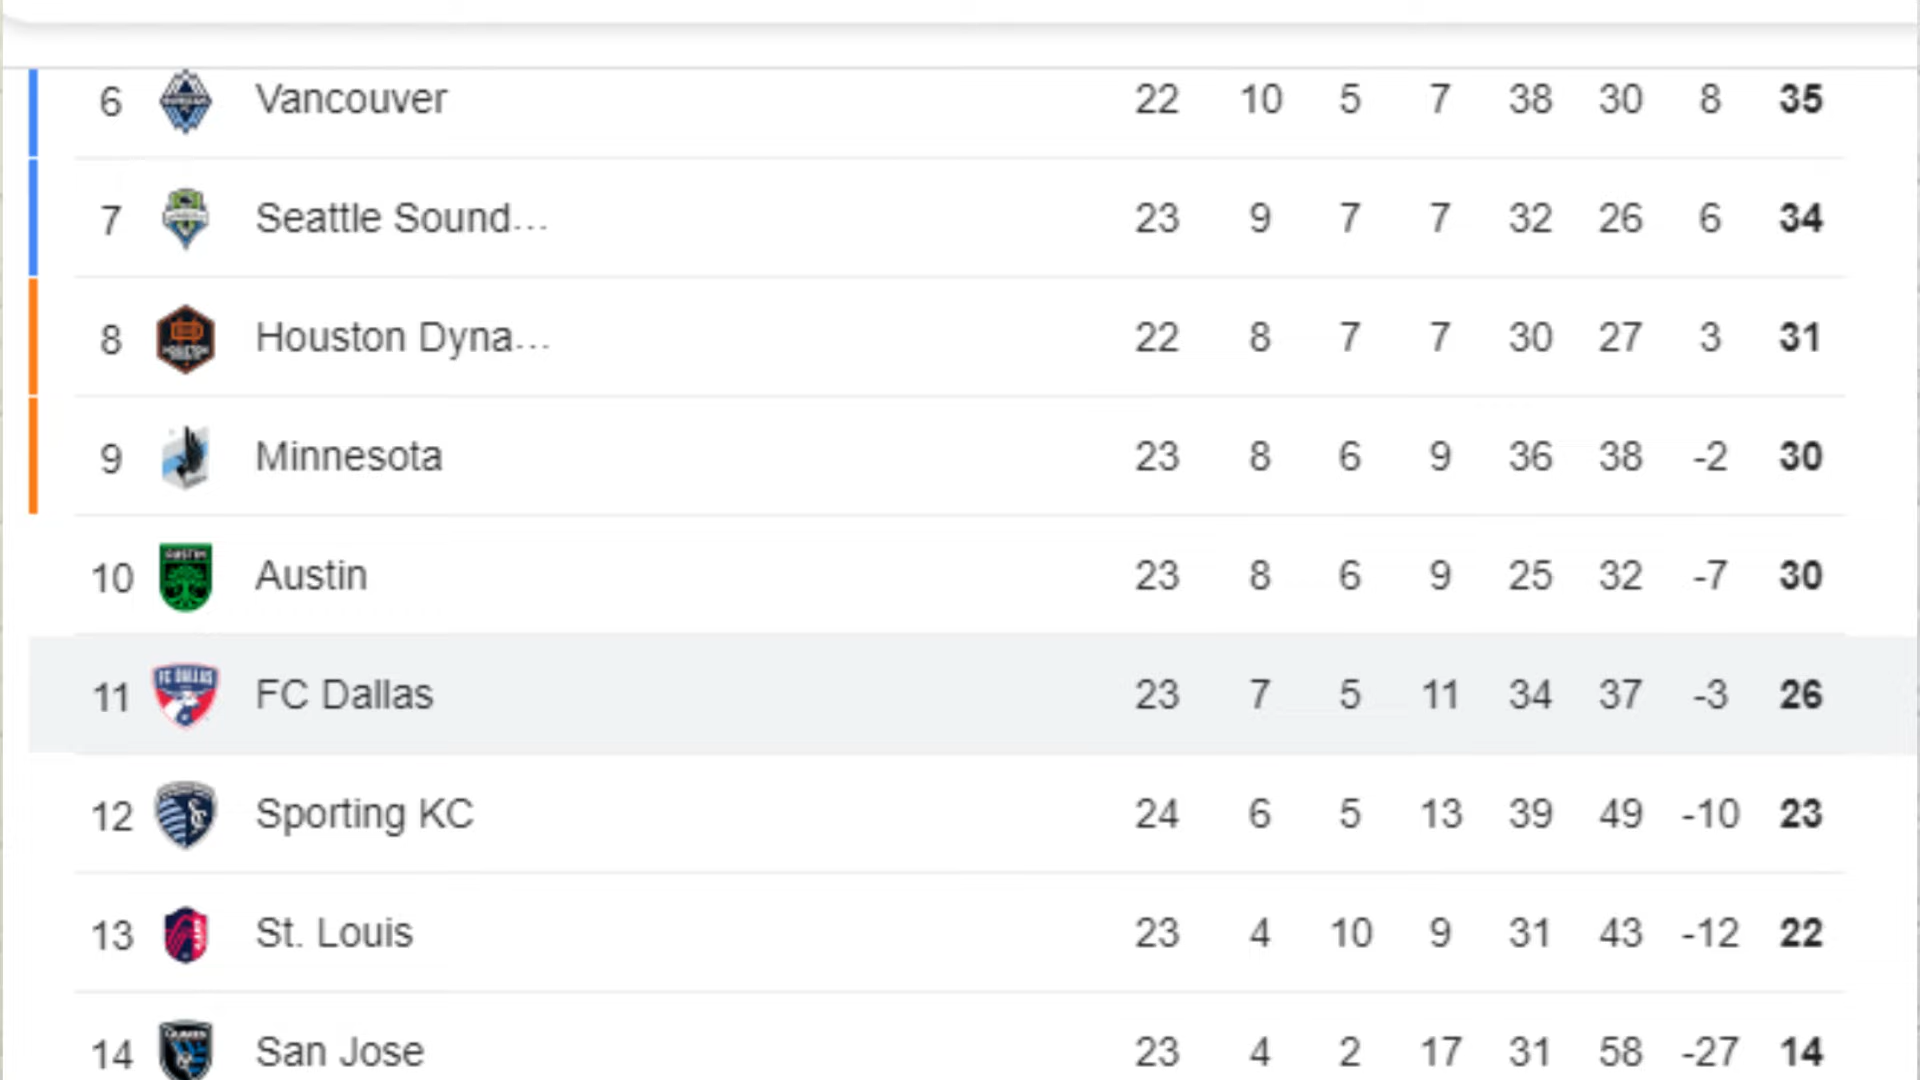 6 Vancouver 22 10 5 7 38 30 8 35
7 Seattle Sound... 23 9 7 7 32 26 6 34
8 Houston Dyna... 22 8 7 7 30 27 3 31
9 Minnesota 23 8 6 9 36 38 -2 30
AUSTIN
10 Austin 23 8 6 9 25 32 -7 30
FC DALLAS
11 FC Dallas 23 7 5 11 34 37 -3 26
12 Sporting KC 24 6 5 13 39 49 -10 23
13 St. Louis 23 4 10 9 31 43 -12 22
14 San Jose 23 4 2 17 31 58 -27 14